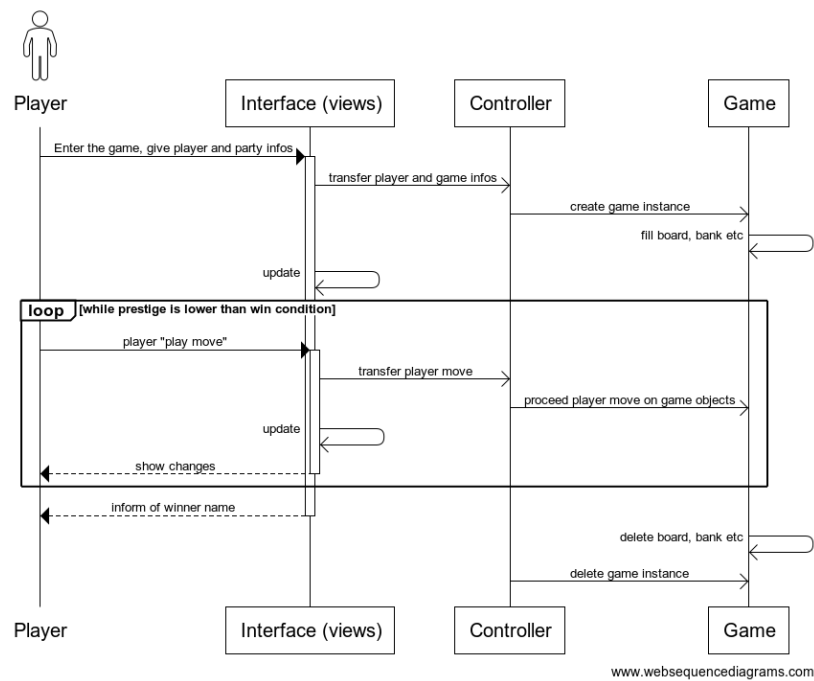 Player
Interface (views)
Controller
Game
Enter the game, give player and party infos
transfer player and game infos
create game instance
fill board, bank etc
update
loop [while prestige is lower than win condition]
player "play move"
transfer player move
proceed player move on game objects
update
show changes
inform of winner name
delete board, bank etc
delete game instance
Player
Interface (views)
Controller
Game
www.websequencediagrams.com